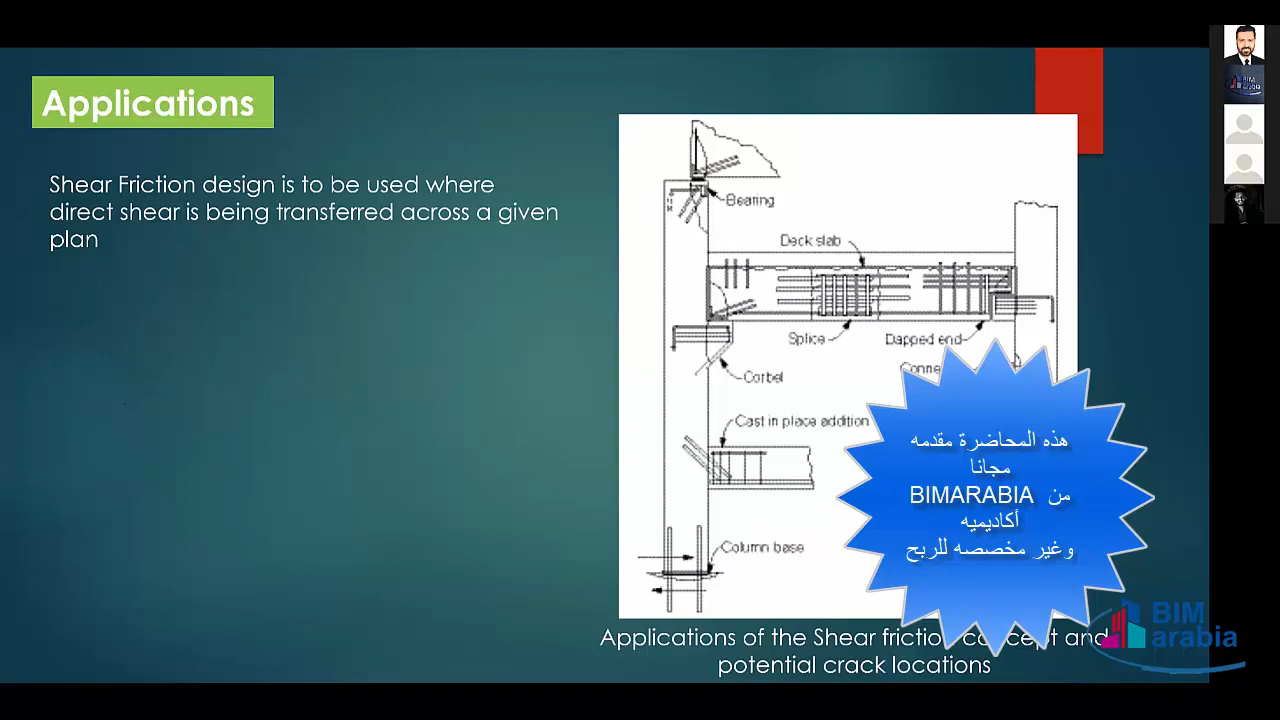 Applications
Shear Friction design is to be used where
direct shear is being transferred across a given
plan
Bearing
Deck slab
Splice
Dapped end
Corbel
Cast in place addition
Column base
هذه المحاضرة مقدمه
مجانا
من BIMARABIA
أكاديميه
وغير مخصصه للربح
Applications of the Shear friction concept and
potential crack locations
BIM
arabia
BIM
arabia